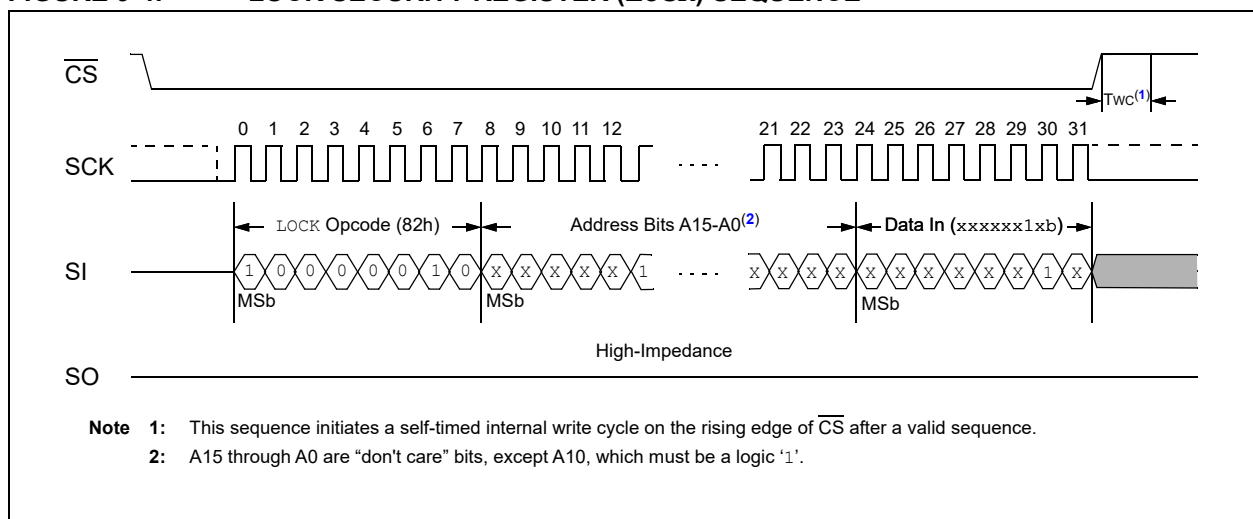 CS
TWC(1)
0 1 2 3 4 5 6 7 8 9 10 11 12 21 22 23 24 25 26 27 28 29 30 31
SCK
LOCK Opcode (82h) Address Bits A15-A0(2) Data In (xxxxxx1xb)
SI 1 0 0 0 0 0 1 0 X X X X X 1 X X X X X X X X X X 1 X
MSb MSb MSb
High-Impedance
SO
Note 1: This sequence initiates a self-timed internal write cycle on the rising edge of CS after a valid sequence.
2: A15 through A0 are “don't care” bits, except A10, which must be a logic ‘1’.